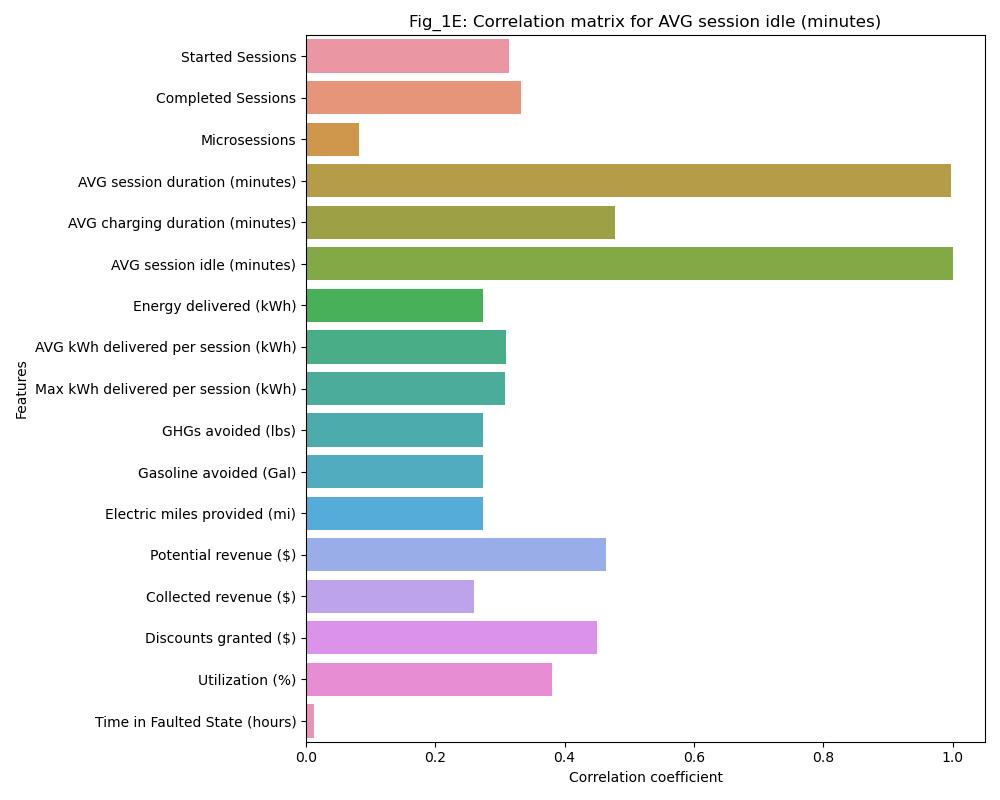 Fig_1E: Correlation matrix for AVG session idle (minutes)
Started Sessions
Completed Sessions
Microsessions
AVG session duration (minutes)
AVG charging duration (minutes)
AVG session idle (minutes)
Energy delivered (kWh)
AVG kWh delivered per session (kWh)
Max kWh delivered per session (kWh)
GHGs avoided (lbs)
Gasoline avoided (Gal)
Electric miles provided (mi)
Potential revenue ($)
Collected revenue ($)
Discounts granted ($)
Utilization (%)
Time in Faulted State (hours)
Features
0.0 0.2 0.4 0.6 0.8 1.0
Correlation coefficient